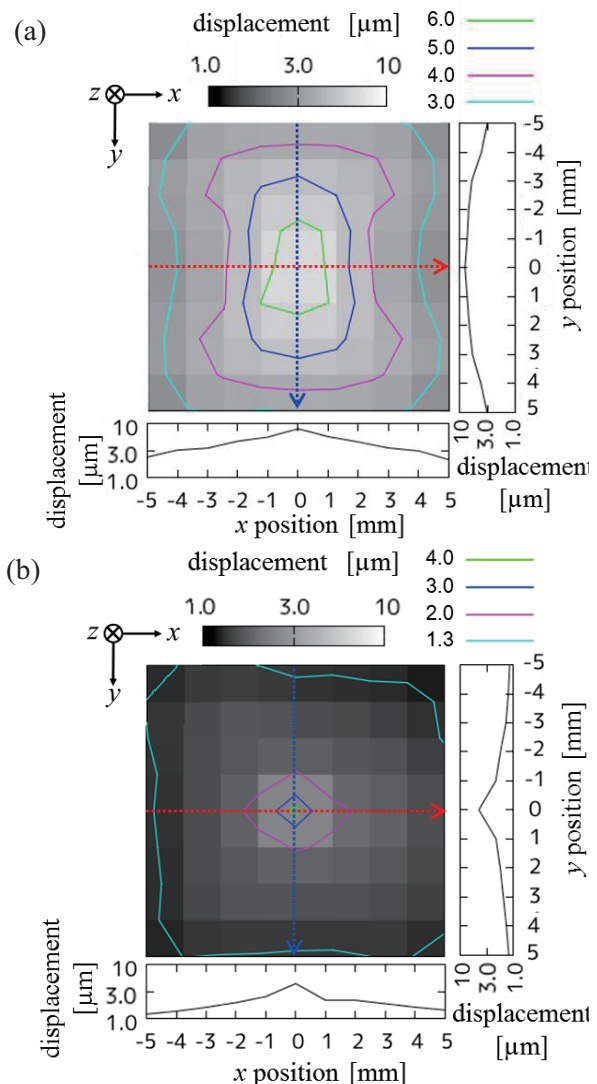 (a)
displacement [µm]
1.0 3.0 10
6.0
5.0
4.0
3.0
z x
y
-5
-4
-3
-2
-1
0
1
2
3
4
5
y position [mm]
10 3.0 1.0
displacement
[µm]
displacement
[µm]
10
3.0
1.0
-5 -4 -3 -2 -1 0 1 2 3 4 5
x position [mm]
(b)
displacement [µm]
1.0 3.0 10
4.0
3.0
2.0
1.3
z x
y
-5
-4
-3
-2
-1
0
1
2
3
4
5
y position [mm]
10 3.0 1.0
displacement
[µm]
displacement
[µm]
10
3.0
1.0
-5 -4 -3 -2 -1 0 1 2 3 4 5
x position [mm]